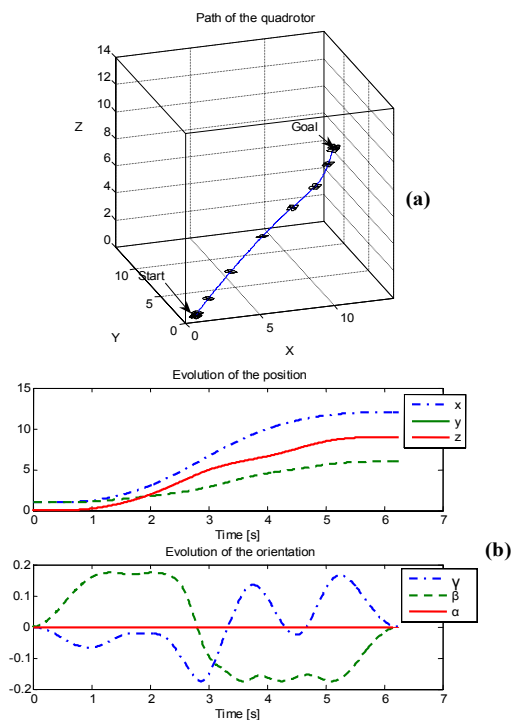 Path of the quadrotor
14
12
10
8
6
4
2
0
Z
Goal
(a)
Start
10
5
0
Y
0
5
10
X
Evolution of the position
15
10
5
0
x
y
z
0 1 2 3 4 5 6 7
Time [s]
(b)
Evolution of the orientation
0.2
0.1
0
-0.1
-0.2
γ
β
α
0 1 2 3 4 5 6 7
Time [s]